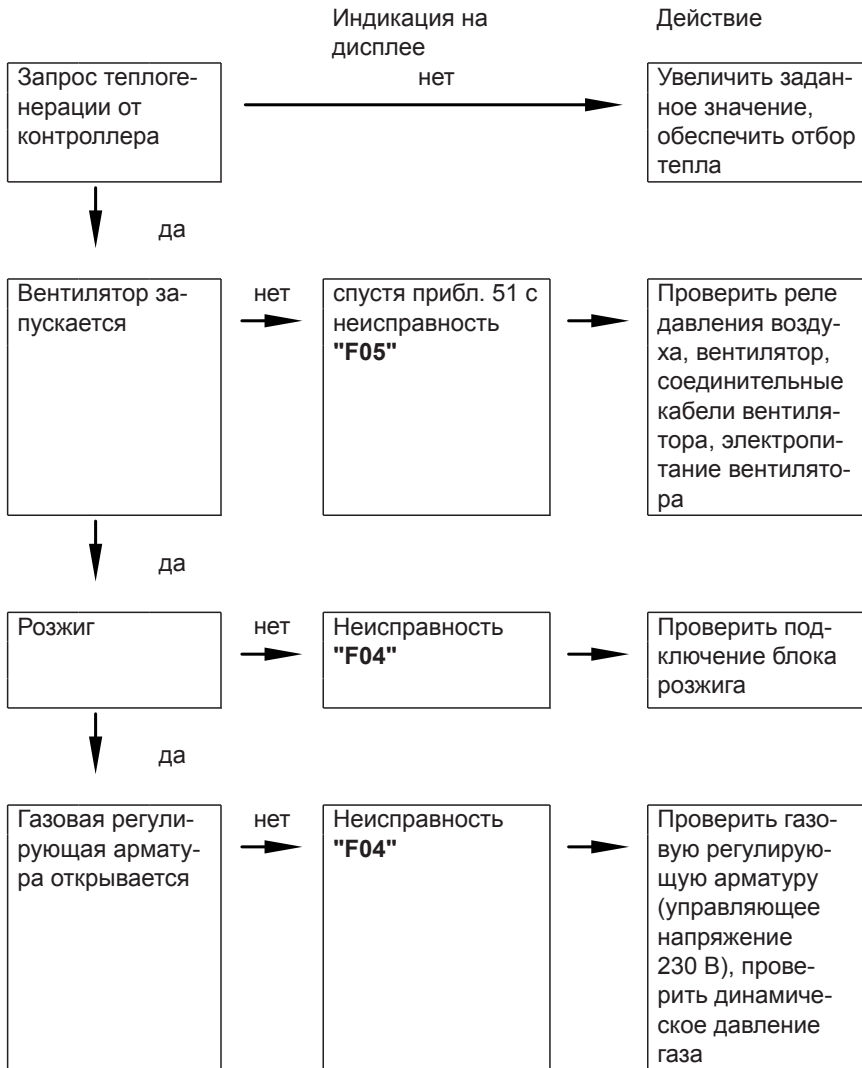 Индикация на
дисплее
Действие
Запрос теплоге-
нерации от
контроллера
нет
Увеличить задан-
ное значение,
обеспечить отбор
тепла
да
Вентилятор за-
пускается
нет
спустя прибл. 51 с
неисправность
"F05"
Проверить реле
давления возду-
ха, вентилятор,
соединительные
кабели вентиля-
тора, электропи-
тание вентилято-
ра
да
Розжиг
нет
Неисправность
"F04"
Проверить под-
ключение блока
розжига
да
Газовая регули-
рующая армату-
ра открывается
нет
Неисправность
"F04"
Проверить газо-
вую регулирую-
щую арматуру
(управляющее
напряжение
230 В), прове-
рить динамиче-
ское давление
газа